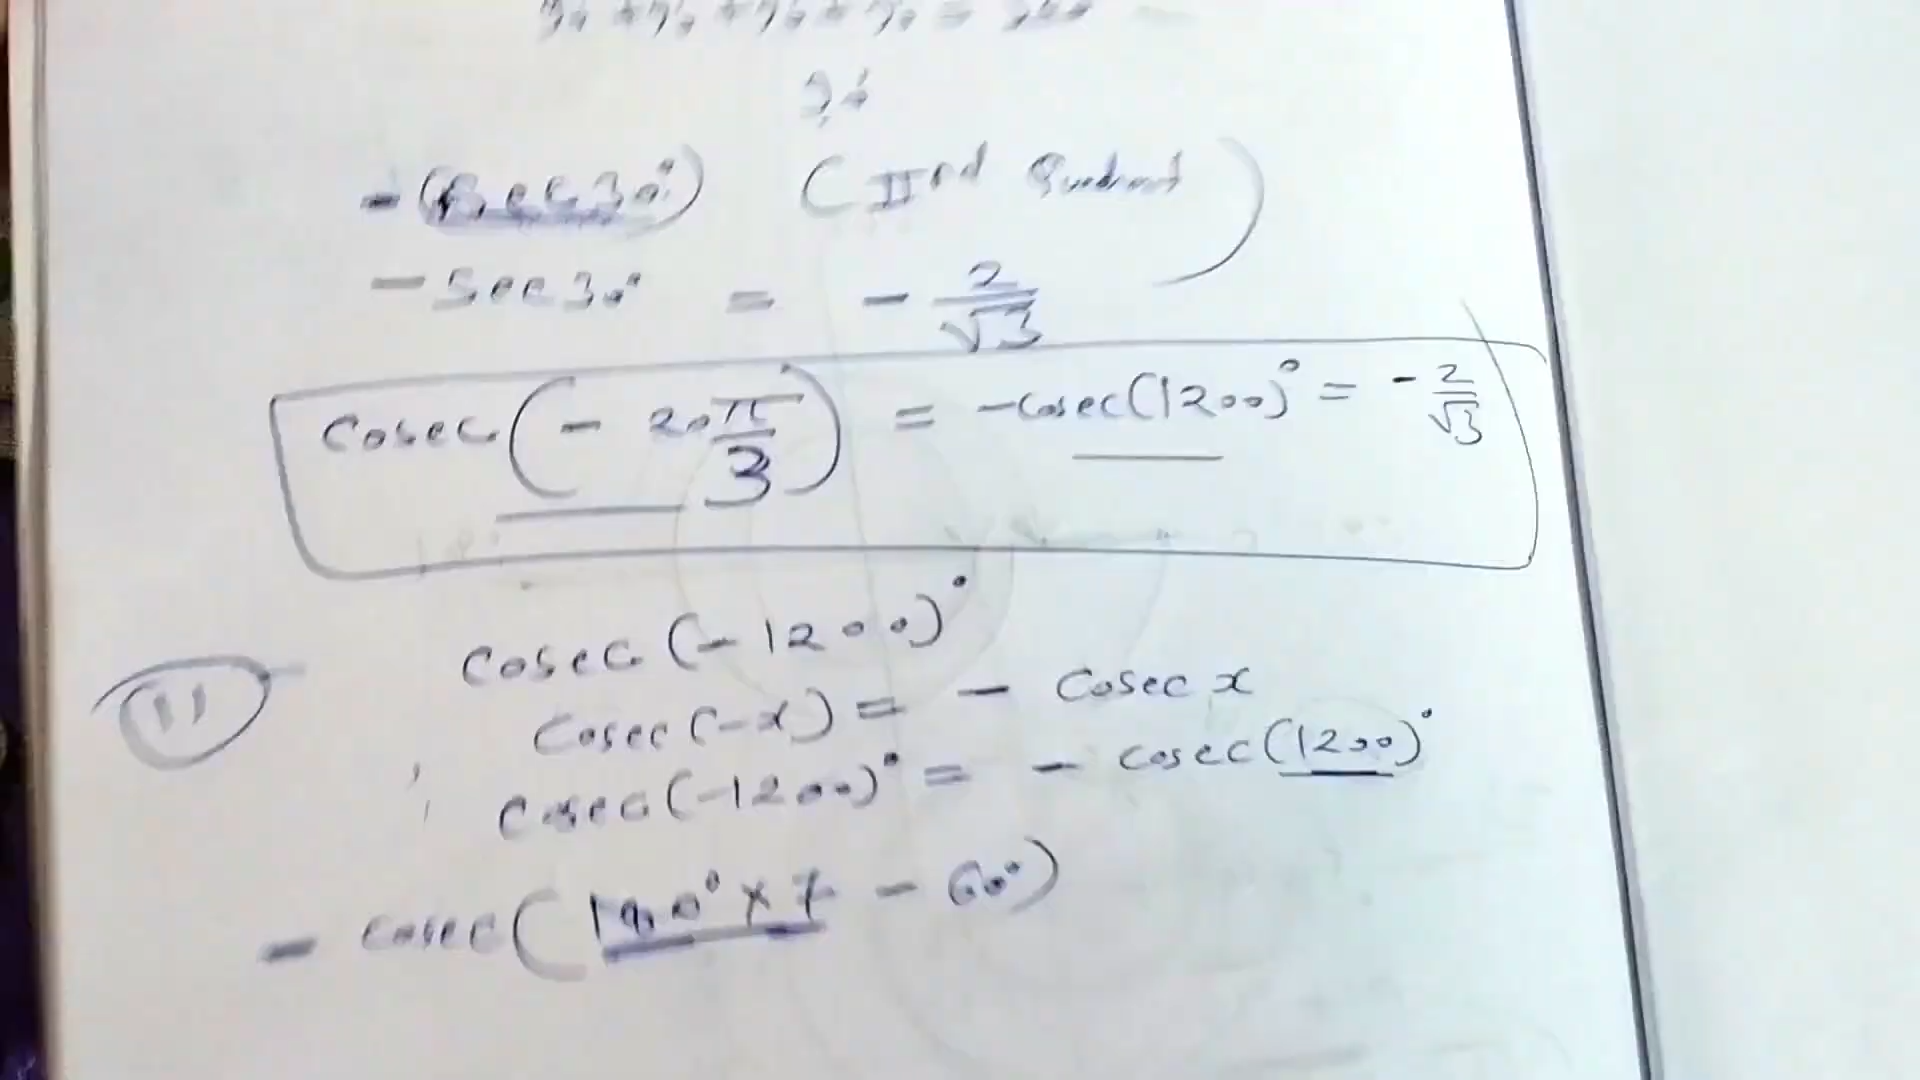 -(Sec30°) (IInd Quadrant)
- Sec30° = - 2/√3
Cosec(- 20π/3) = -Cosec(1200)° = - 2/√3
11 Cosec(-1200)°
Cosec(-x) = - Cosec x
Cosec(-1200)° = - Cosec(1200)°
- Cosec(180° × 7 - 60°)